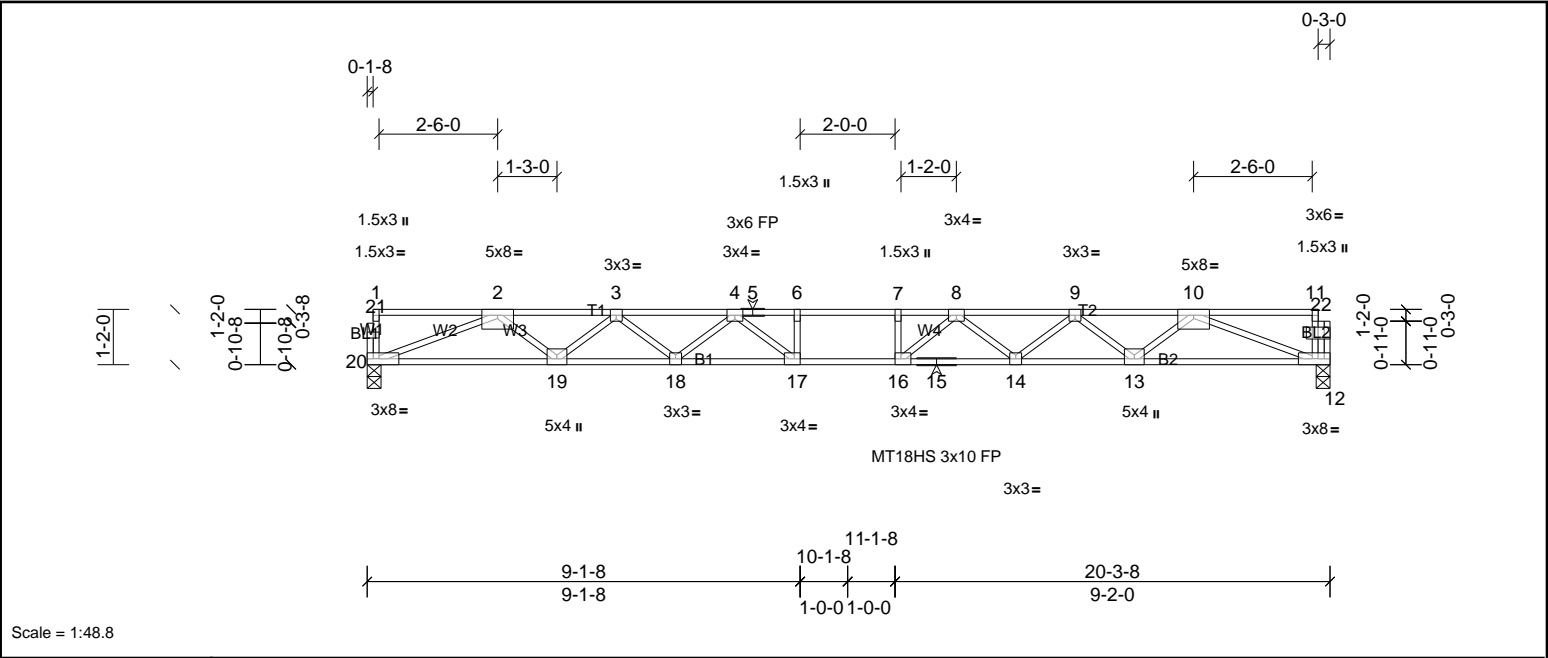 0-3-0
0-1-8
2-6-0
2-0-0
1-3-0
1-2-0
2-6-0
1.5x3 II
1.5x3 II
3x6 FP
3x4=
3x6=
1.5x3=
5x8=
3x4=
1.5x3 II
3x3=
1.5x3 II
3x3=
5x8=
1 2 3 4 5 6 7 8 9 10 11
21 T1 T2 22
1-2-0
1-2-0
0-10-8
0-10-8
0-3-8
BL1 W1 W2 W3 W4 BL2
1-2-0
0-11-0
0-11-0
0-3-0
20 B1 B2
19 18 17 16 15 14 13
12
3x8=
5x4 II
3x3=
3x4=
3x4=
5x4 II
3x8=
MT18HS 3x10 FP
3x3=
11-1-8
10-1-8
9-1-8
20-3-8
9-1-8
1-0-0 1-0-0
9-2-0
Scale = 1:48.8